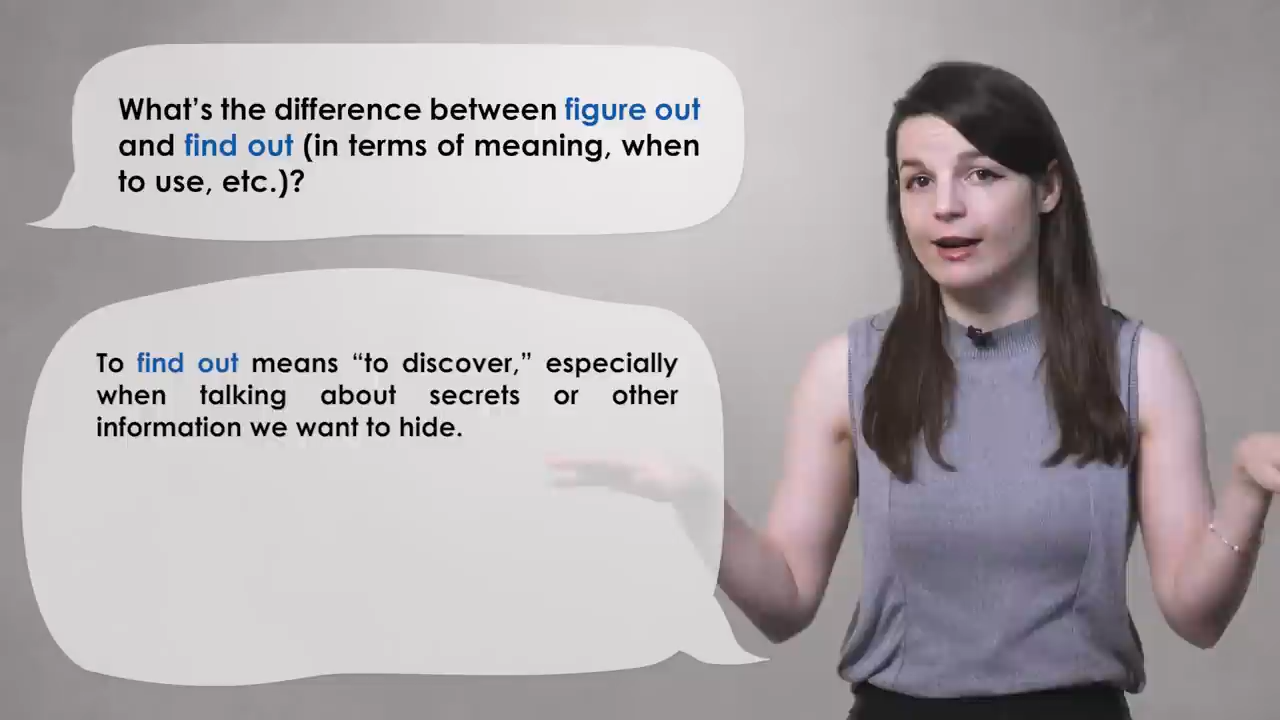 What's the difference between figure out
and find out (in terms of meaning, when
to use, etc.)?
To find out means “to discover,” especially
when talking about secrets or other
information we want to hide.